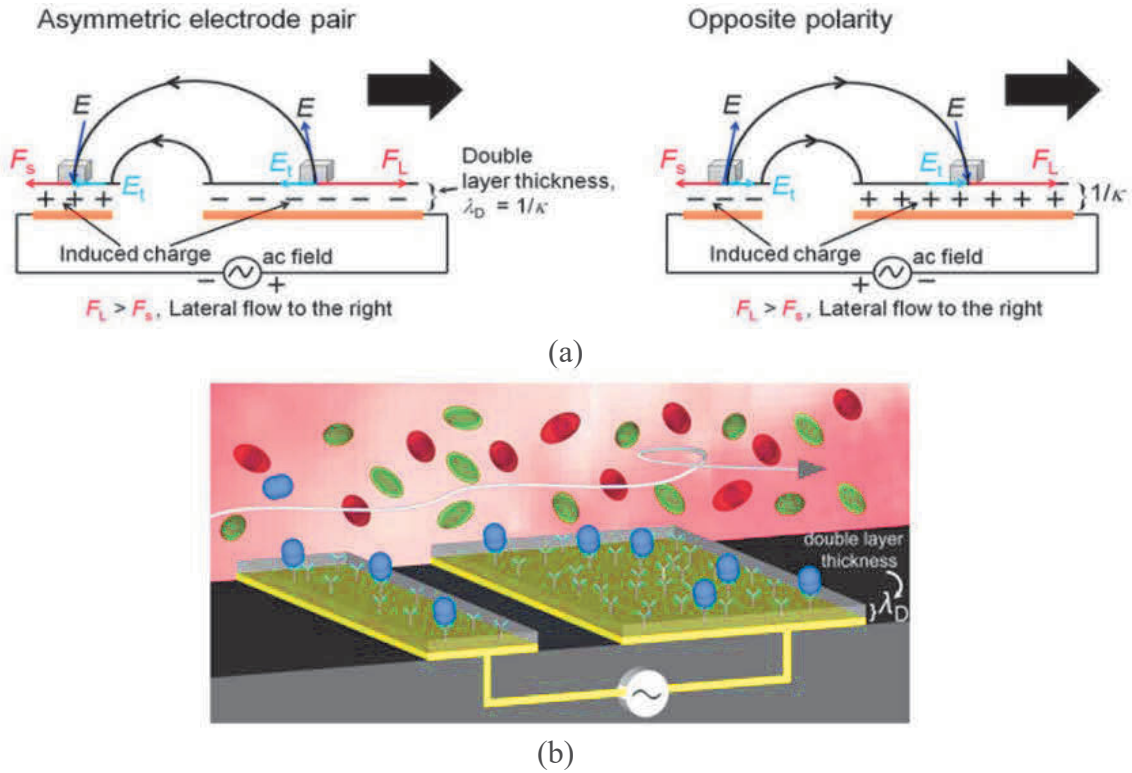 Asymmetric electrode pair
E
E
Fs
Et
Et
FL
Double
layer thickness,
λD = 1/κ
+ + +
− − − − − −
Induced charge
ac field
− +
FL > Fs, Lateral flow to the right
Opposite polarity
E
E
Fs
Et
Et
FL
1/κ
− − −
+ + + + + + +
Induced charge
ac field
+ −
FL > Fs, Lateral flow to the right
(a)
double layer
thickness
}λD
(b)